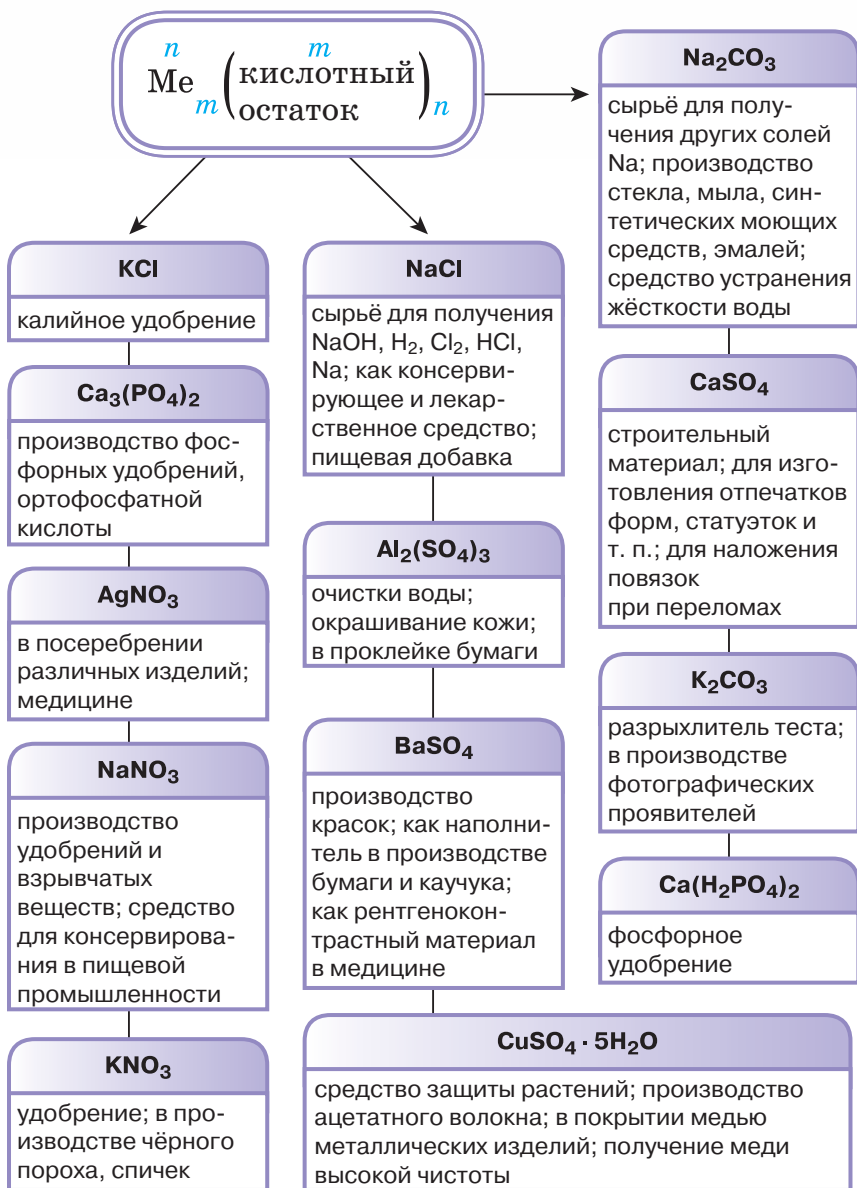 n m
Me m (кислотный остаток) n
KCl
калийное удобрение
Ca₃(PO₄)₂
производство фос-
форных удобрений,
ортофосфатной
кислоты
AgNO₃
в посеребрении
различных изделий;
медицине
NaNO₃
производство
удобрений и
взрывчатых
веществ; средство
для консервирова-
ния в пищевой
промышленности
KNO₃
удобрение; в про-
изводстве чёрного
пороха, спичек
NaCl
сырьё для получения
NaOH, H₂, Cl₂, HCl,
Na; как консерви-
рующее и лекар-
ственное средство;
пищевая добавка
Al₂(SO₄)₃
очистки воды;
окрашивание кожи;
в проклейке бумаги
BaSO₄
производство
красок; как наполни-
тель в производстве
бумаги и каучука;
как рентгенокон-
трастный материал
в медицине
CuSO₄ · 5H₂O
средство защиты растений; производство
ацетатного волокна; в покрытии медью
металлических изделий; получение меди
высокой чистоты
Na₂CO₃
сырьё для полу-
чения других солей
Na; производство
стекла, мыла, син-
тетических моющих
средств, эмалей;
средство устранения
жёсткости воды
CaSO₄
строительный
материал; для изго-
товления отпечатков
форм, статуэток и
т. п.; для наложения
повязок
при переломах
K₂CO₃
разрыхлитель теста;
в производстве
фотографических
проявителей
Ca(H₂PO₄)₂
фосфорное
удобрение